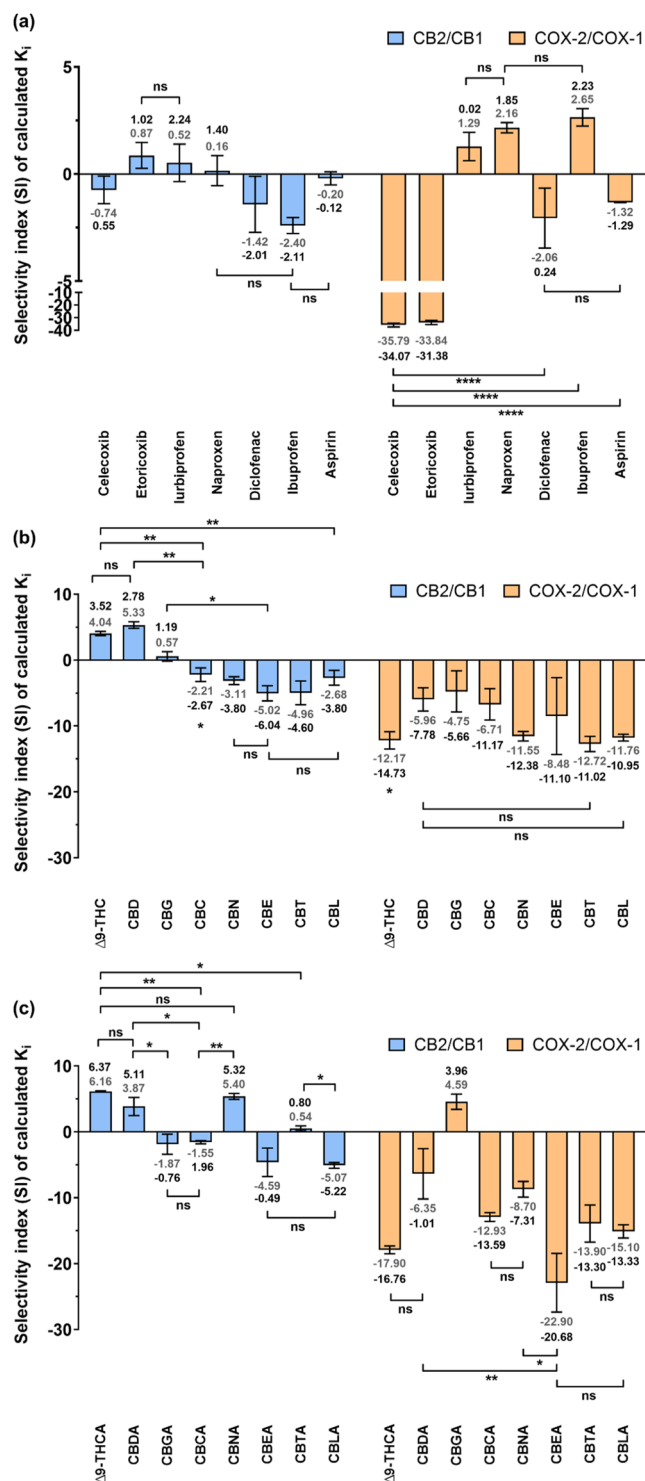 (a)
CB2/CB1 COX-2/COX-1
Selectivity index (SI) of calculated Ki
5
0
-5
-10
-20
-30
-40
ns
1.02 2.24
0.87 0.52
1.40
0.16
-0.74
0.55
-1.42
-2.01
-2.40
-2.11
-0.20
-0.12
ns
ns
ns
ns
0.02
1.29
1.85
2.16
2.23
2.65
-2.06
0.24
-1.32
-1.29
ns
-35.79 -33.84
-34.07 -31.38
****
****
****
Celecoxib
Etoricoxib
Iurbiprofen
Naproxen
Diclofenac
Ibuprofen
Aspirin
Celecoxib
Etoricoxib
Iurbiprofen
Naproxen
Diclofenac
Ibuprofen
Aspirin
(b)
CB2/CB1 COX-2/COX-1
Selectivity index (SI) of calculated Ki
10
0
-10
-20
-30
**
**
**
ns
*
3.52
4.04
2.78
5.33
1.19
0.57
-2.21
-2.67
*
-3.11
-3.80
-5.02
-6.04
-4.96
-4.60
-2.68
-3.80
ns
ns
-12.17
-14.73
*
-5.96
-7.78
-4.75
-5.66
-6.71
-11.17
-11.55
-12.38
-8.48
-11.10
-12.72
-11.02
-11.76
-10.95
ns
ns
Δ9-THC
CBD
CBG
CBC
CBN
CBE
CBT
CBL
Δ9-THC
CBD
CBG
CBC
CBN
CBE
CBT
CBL
(c)
CB2/CB1 COX-2/COX-1
Selectivity index (SI) of calculated Ki
10
0
-10
-20
-30
*
**
ns
ns
*
*
**
*
6.37
6.16
5.11
3.87
-1.87
-0.76
-1.55
1.96
5.32
5.40
-4.59
-0.49
0.80
0.54
-5.07
-5.22
ns
ns
-17.90
-16.76
-6.35
-1.01
3.96
4.59
-12.93
-13.59
-8.70
-7.31
-22.90
-20.68
-13.90
-13.30
-15.10
-13.33
ns
ns
ns
*
**
ns
Δ9-THCA
CBDA
CBGA
CBCA
CBNA
CBEA
CBTA
CBLA
Δ9-THCA
CBDA
CBGA
CBCA
CBNA
CBEA
CBTA
CBLA